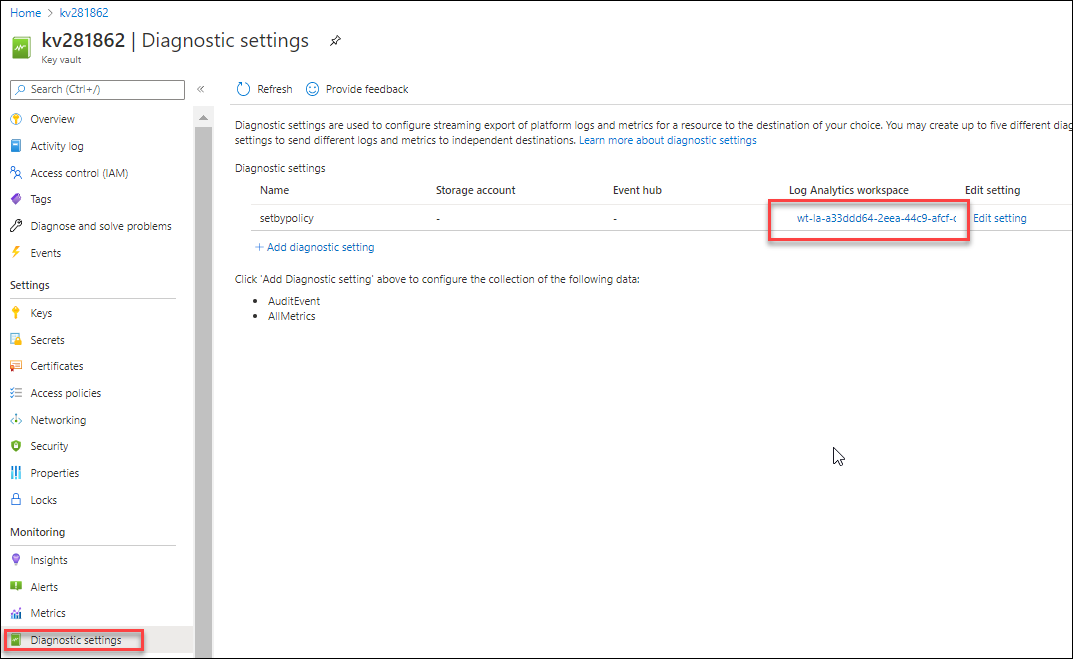 Home > kv281862
kv281862 | Diagnostic settings
Key vault
Search (Ctrl+/)
«
Overview
Activity log
Access control (IAM)
Tags
Diagnose and solve problems
Events
Settings
Keys
Secrets
Certificates
Access policies
Networking
Security
Properties
Locks
Monitoring
Insights
Alerts
Metrics
Diagnostic settings
Refresh
Provide feedback
Diagnostic settings are used to configure streaming export of platform logs and metrics for a resource to the destination of your choice. You may create up to five different diag
settings to send different logs and metrics to independent destinations. Learn more about diagnostic settings
Diagnostic settings
Name Storage account Event hub Log Analytics workspace Edit setting
setbypolicy - - wt-la-a33ddd64-2eea-44c9-afcf-c Edit setting
+ Add diagnostic setting
Click 'Add Diagnostic setting' above to configure the collection of the following data:
• AuditEvent
• AllMetrics